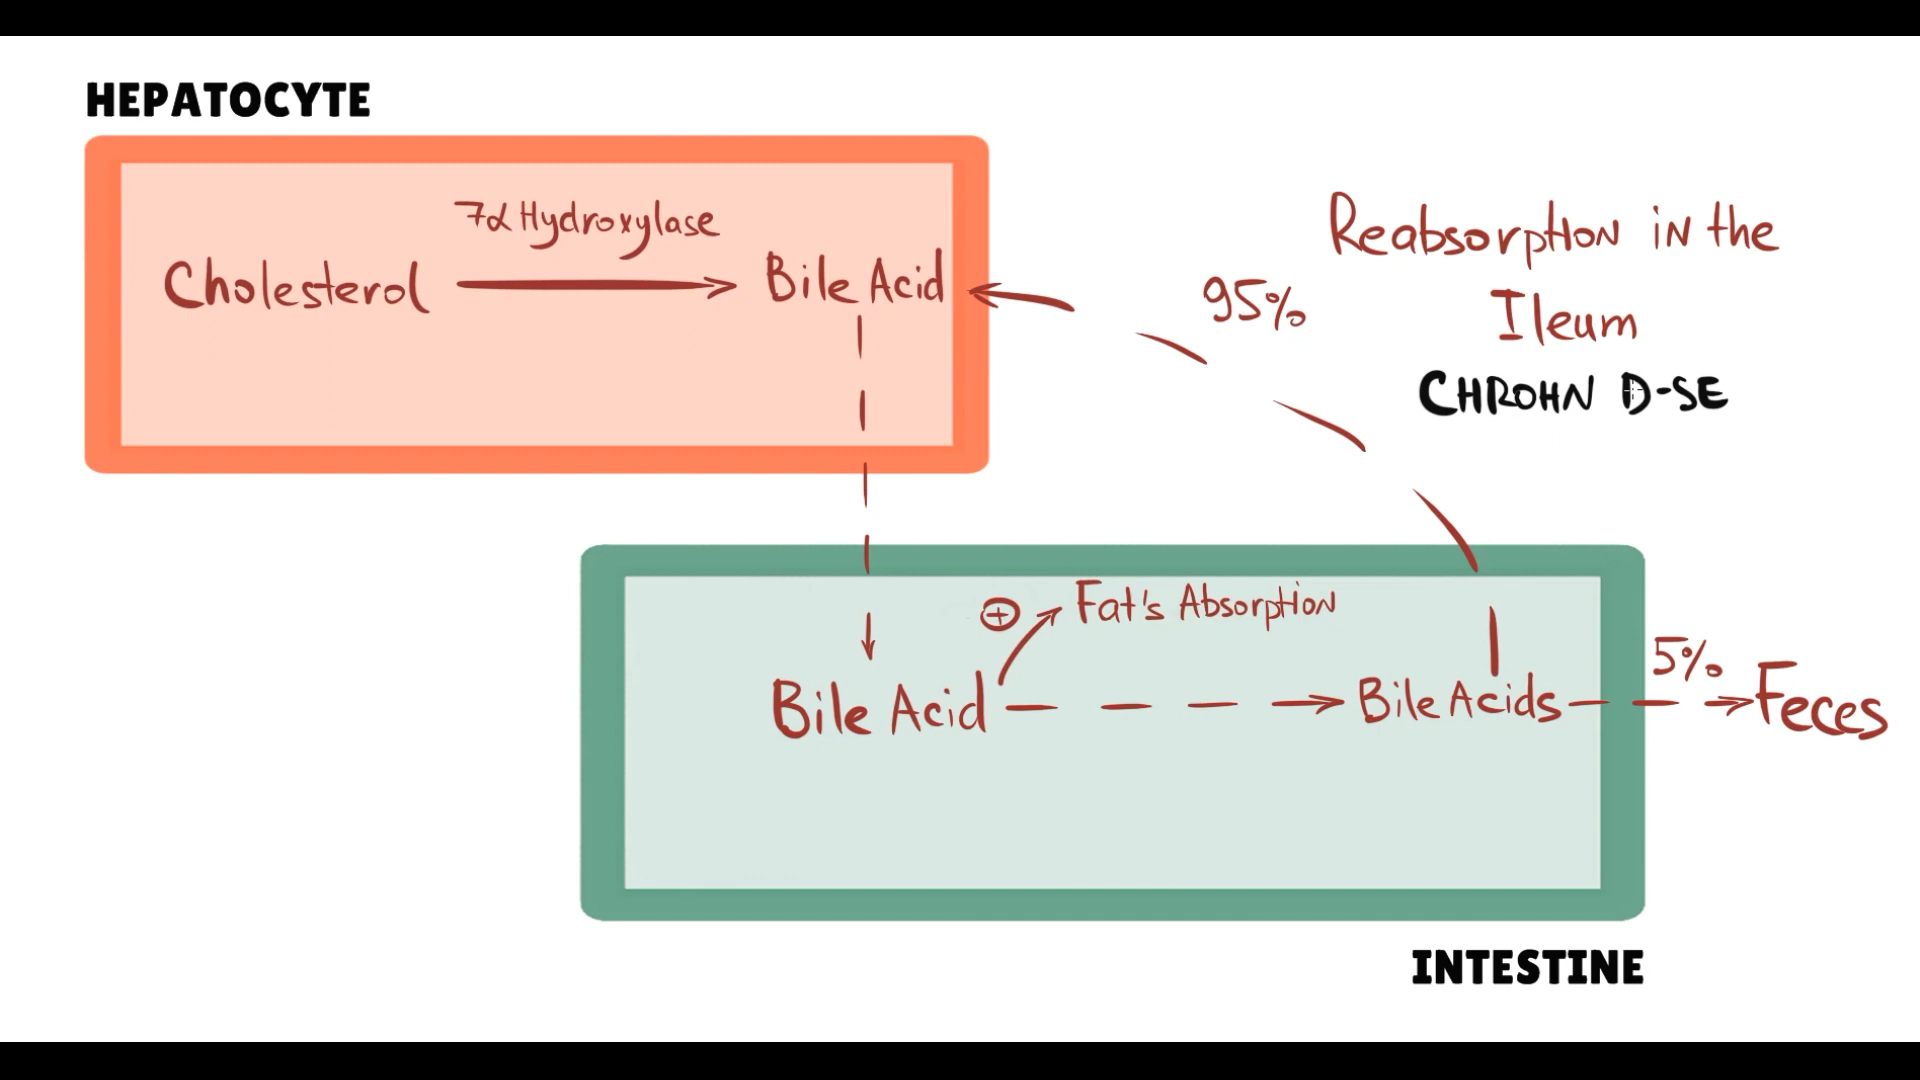 HEPATOCYTE
7α Hydroxylase
Cholesterol
Bile Acid
95%
Reabsorption in the
Ileum
CHROHN D-SE
Fat's Absorption
Bile Acid
Bile Acids
5%
Feces
INTESTINE